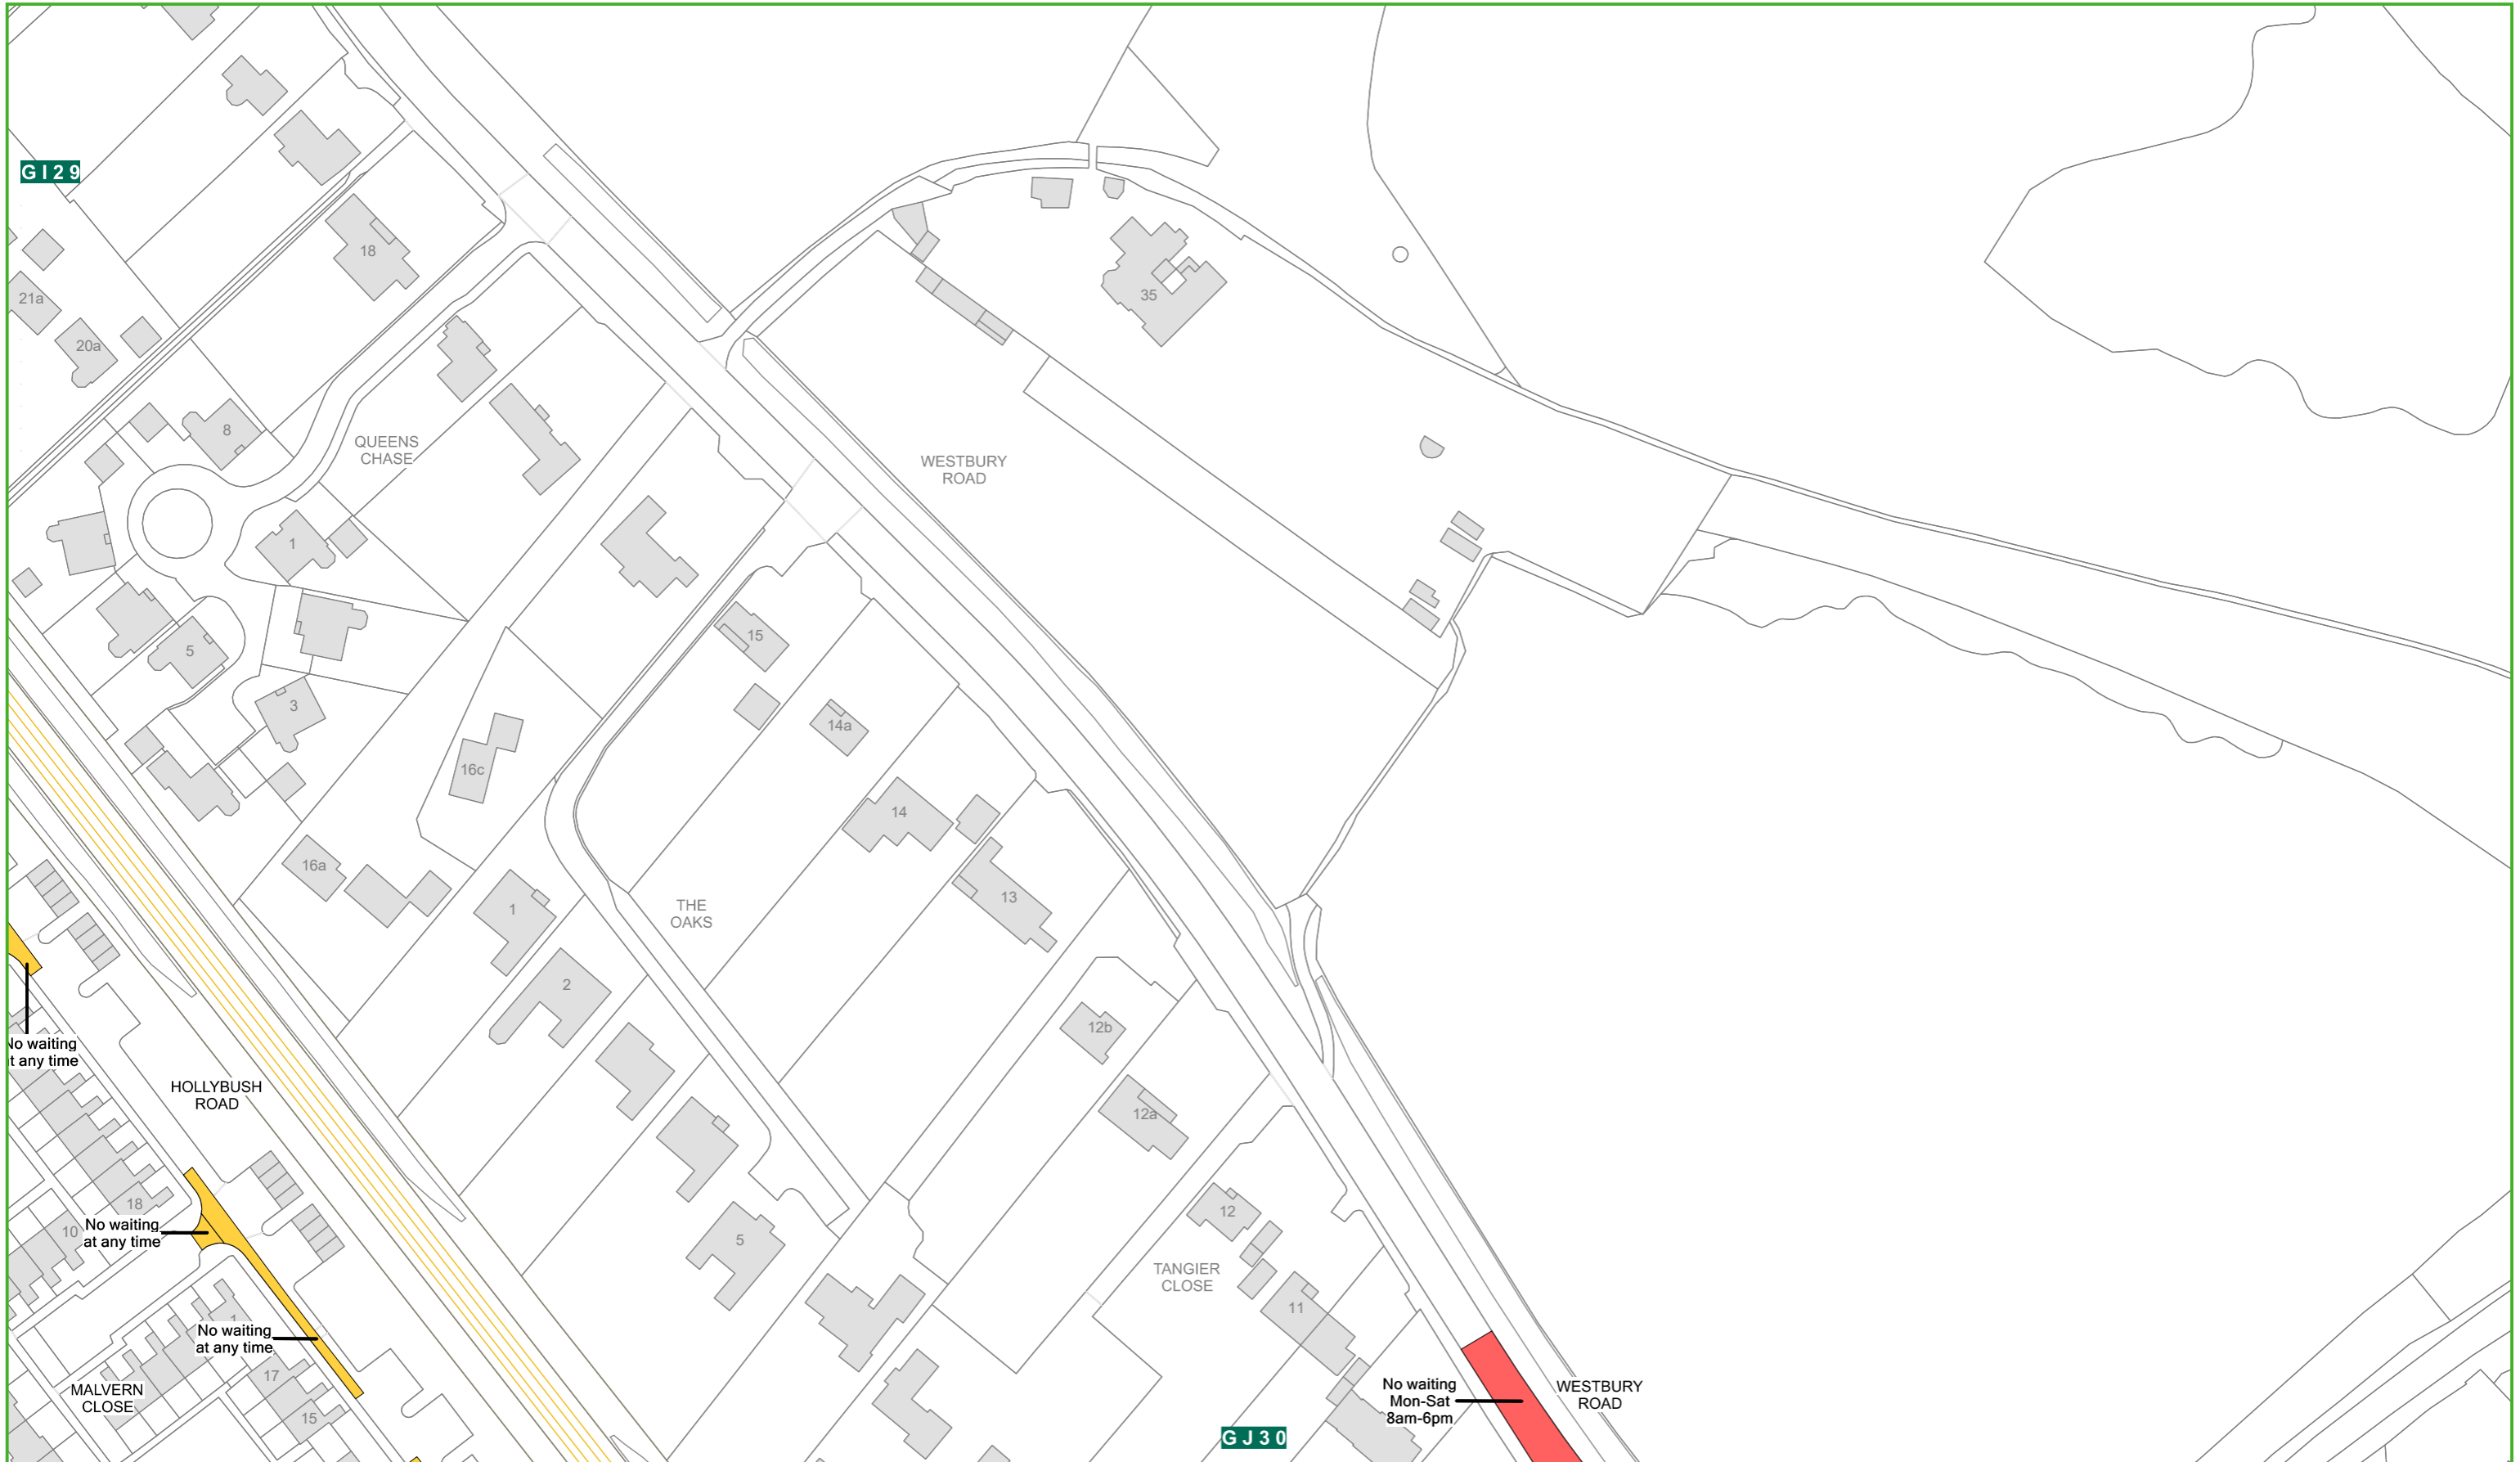 GI29
18
21a
20a
35
8
QUEENS
CHASE
WESTBURY
ROAD
1
5
15
3
14a
16c
14
16a
13
1
THE
OAKS
2
12b
No waiting
t any time
HOLLYBUSH
ROAD
12a
18
12
10
No waiting
at any time
5
TANGIER
CLOSE
11
1
No waiting
at any time
17
MALVERN
CLOSE
15
No waiting
Mon-Sat
8am-6pm
WESTBURY
ROAD
GJ30